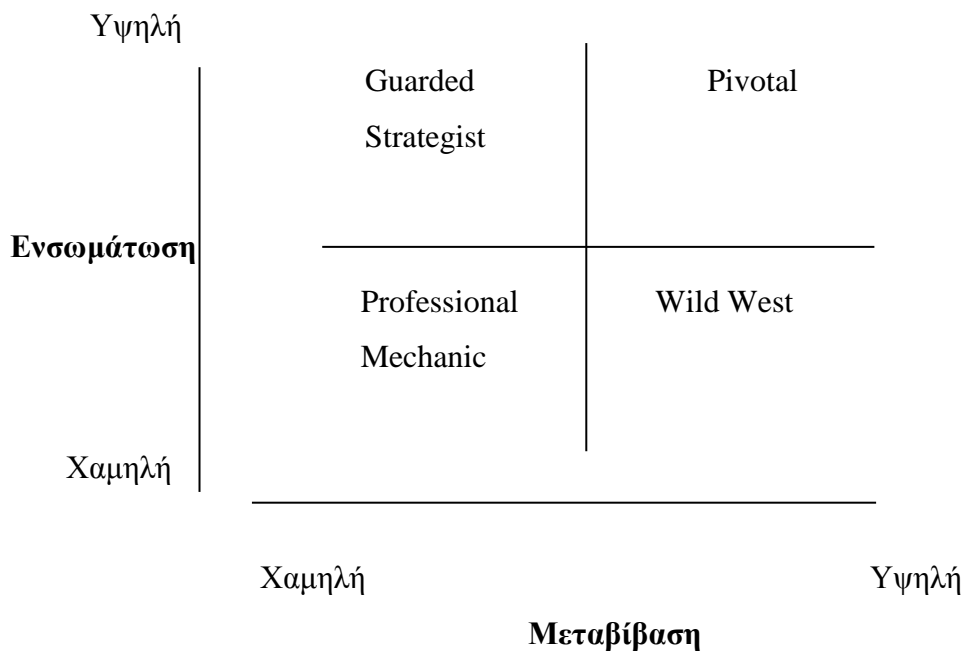 Υψηλή
Guarded
Strategist
Pivotal
Ενσωμάτωση
Professional
Mechanic
Wild West
Χαμηλή
Χαμηλή
Υψηλή
Μεταβίβαση